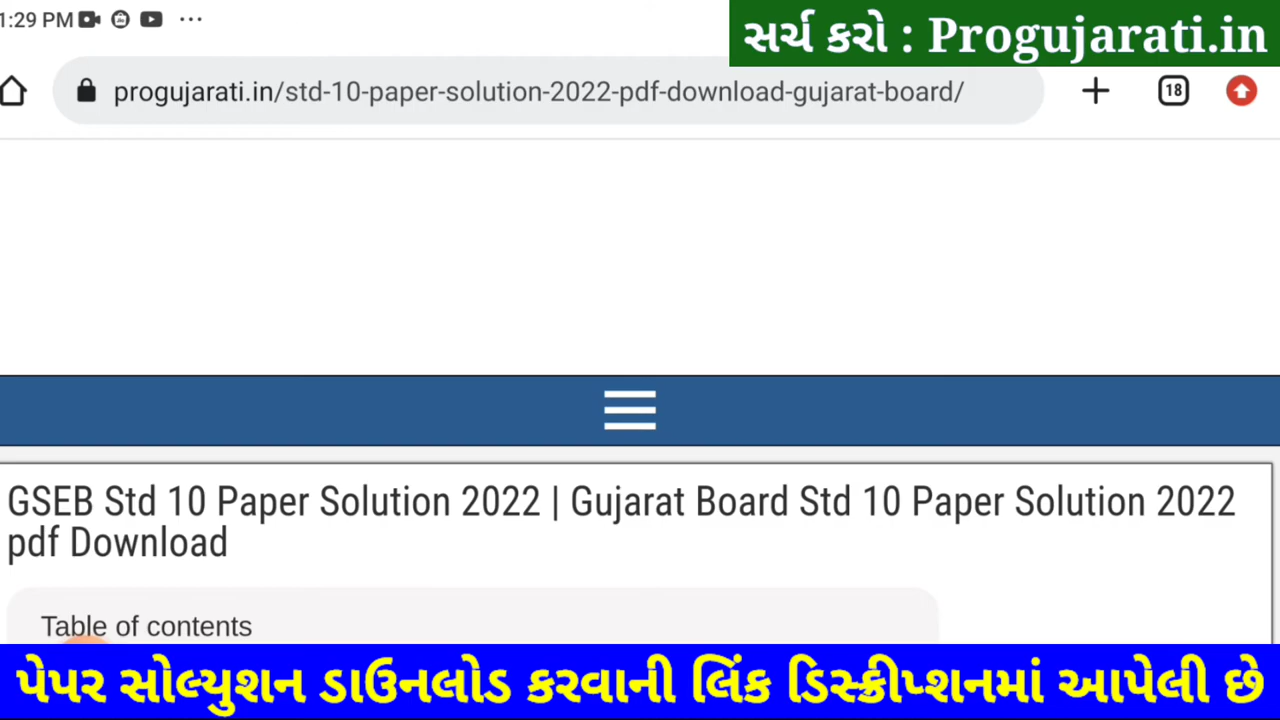 1:29 PM
સર્ચ કરો : Progujarati.in
progujarati.in/std-10-paper-solution-2022-pdf-download-gujarat-board/
18
GSEB Std 10 Paper Solution 2022 | Gujarat Board Std 10 Paper Solution 2022
pdf Download
Table of contents
પેપર સોલ્યુશન ડાઉનલોડ કરવાની લિંક ડિસ્ક્રીપ્શનમાં આપેલી છે